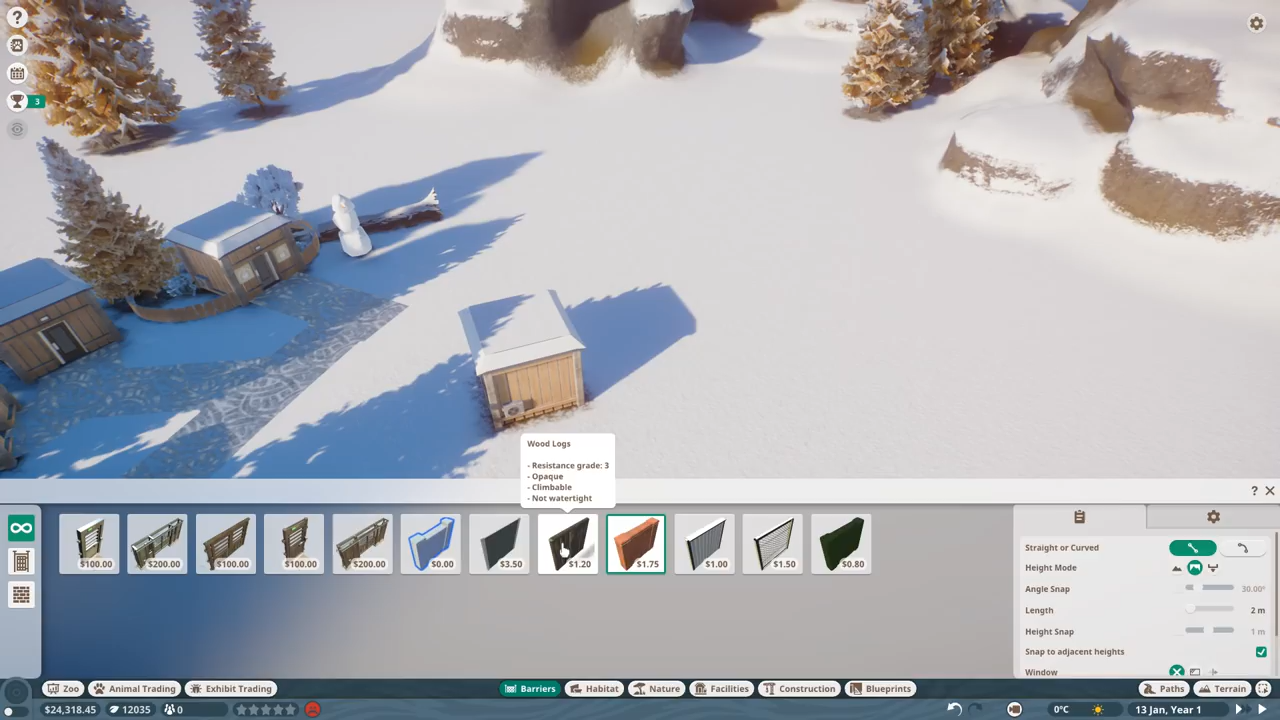 ?
3
Wood Logs
- Resistance grade: 3
- Opaque
- Climbable
- Not watertight
? ×
$100.00
$200.00
$100.00
$100.00
$200.00
$0.00
$3.50
$1.20
$1.75
$1.00
$1.50
$0.80
Straight or Curved
Height Mode
Angle Snap 30.00°
Length 2 m
Height Snap 1 m
Snap to adjacent heights
Window
Zoo Animal Trading Exhibit Trading Barriers Habitat Nature Facilities Construction Blueprints Paths Terrain
$24,318.45 12035 0 0°C 13 Jan, Year 1